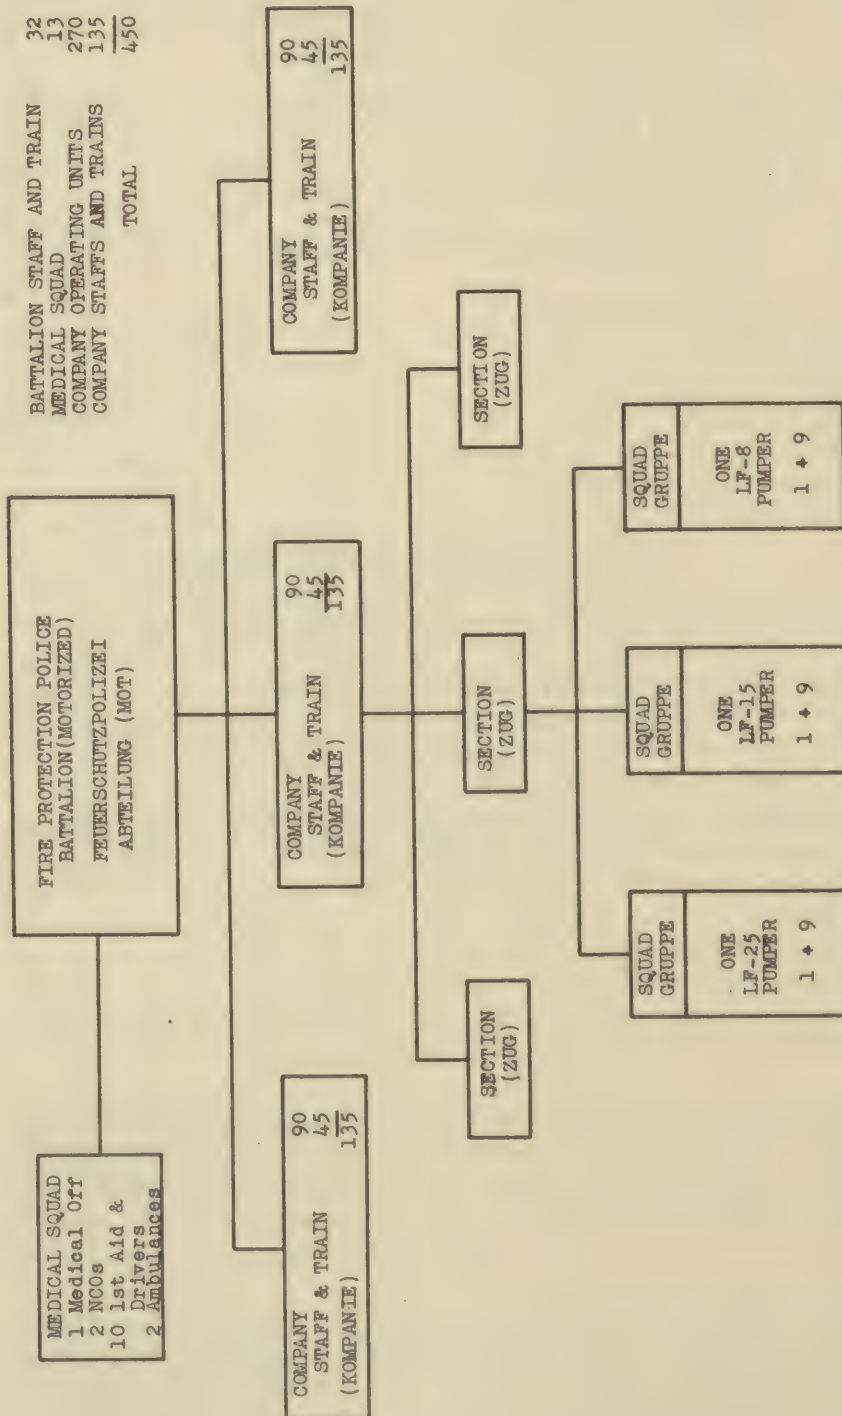 BATTALION STAFF AND TRAIN 32
MEDICAL SQUAD 13
COMPANY OPERATING UNITS 270
COMPANY STAFFS AND TRAINS 135
TOTAL 450
FIRE PROTECTION POLICE
BATTALION(MOTORIZED)
FEUERSCHUTZPOLIZEI
ABTEILUNG (MOT)
MEDICAL SQUAD
1 Medical Off
2 NCOs
10 1st Aid &
Drivers
2 Ambulances
COMPANY 90
STAFF & TRAIN 45
(KOMPANIE) 135
COMPANY 90
STAFF & TRAIN 45
(KOMPANIE) 135
COMPANY 90
STAFF & TRAIN 45
(KOMPANIE) 135
SECTION
(ZUG)
SECTION
(ZUG)
SECTION
(ZUG)
SQUAD
GRUPPE
ONE
LF-25
PUMPER
1 + 9
SQUAD
GRUPPE
ONE
LF-15
PUMPER
1 + 9
SQUAD
GRUPPE
ONE
LF-8
PUMPER
1 + 9